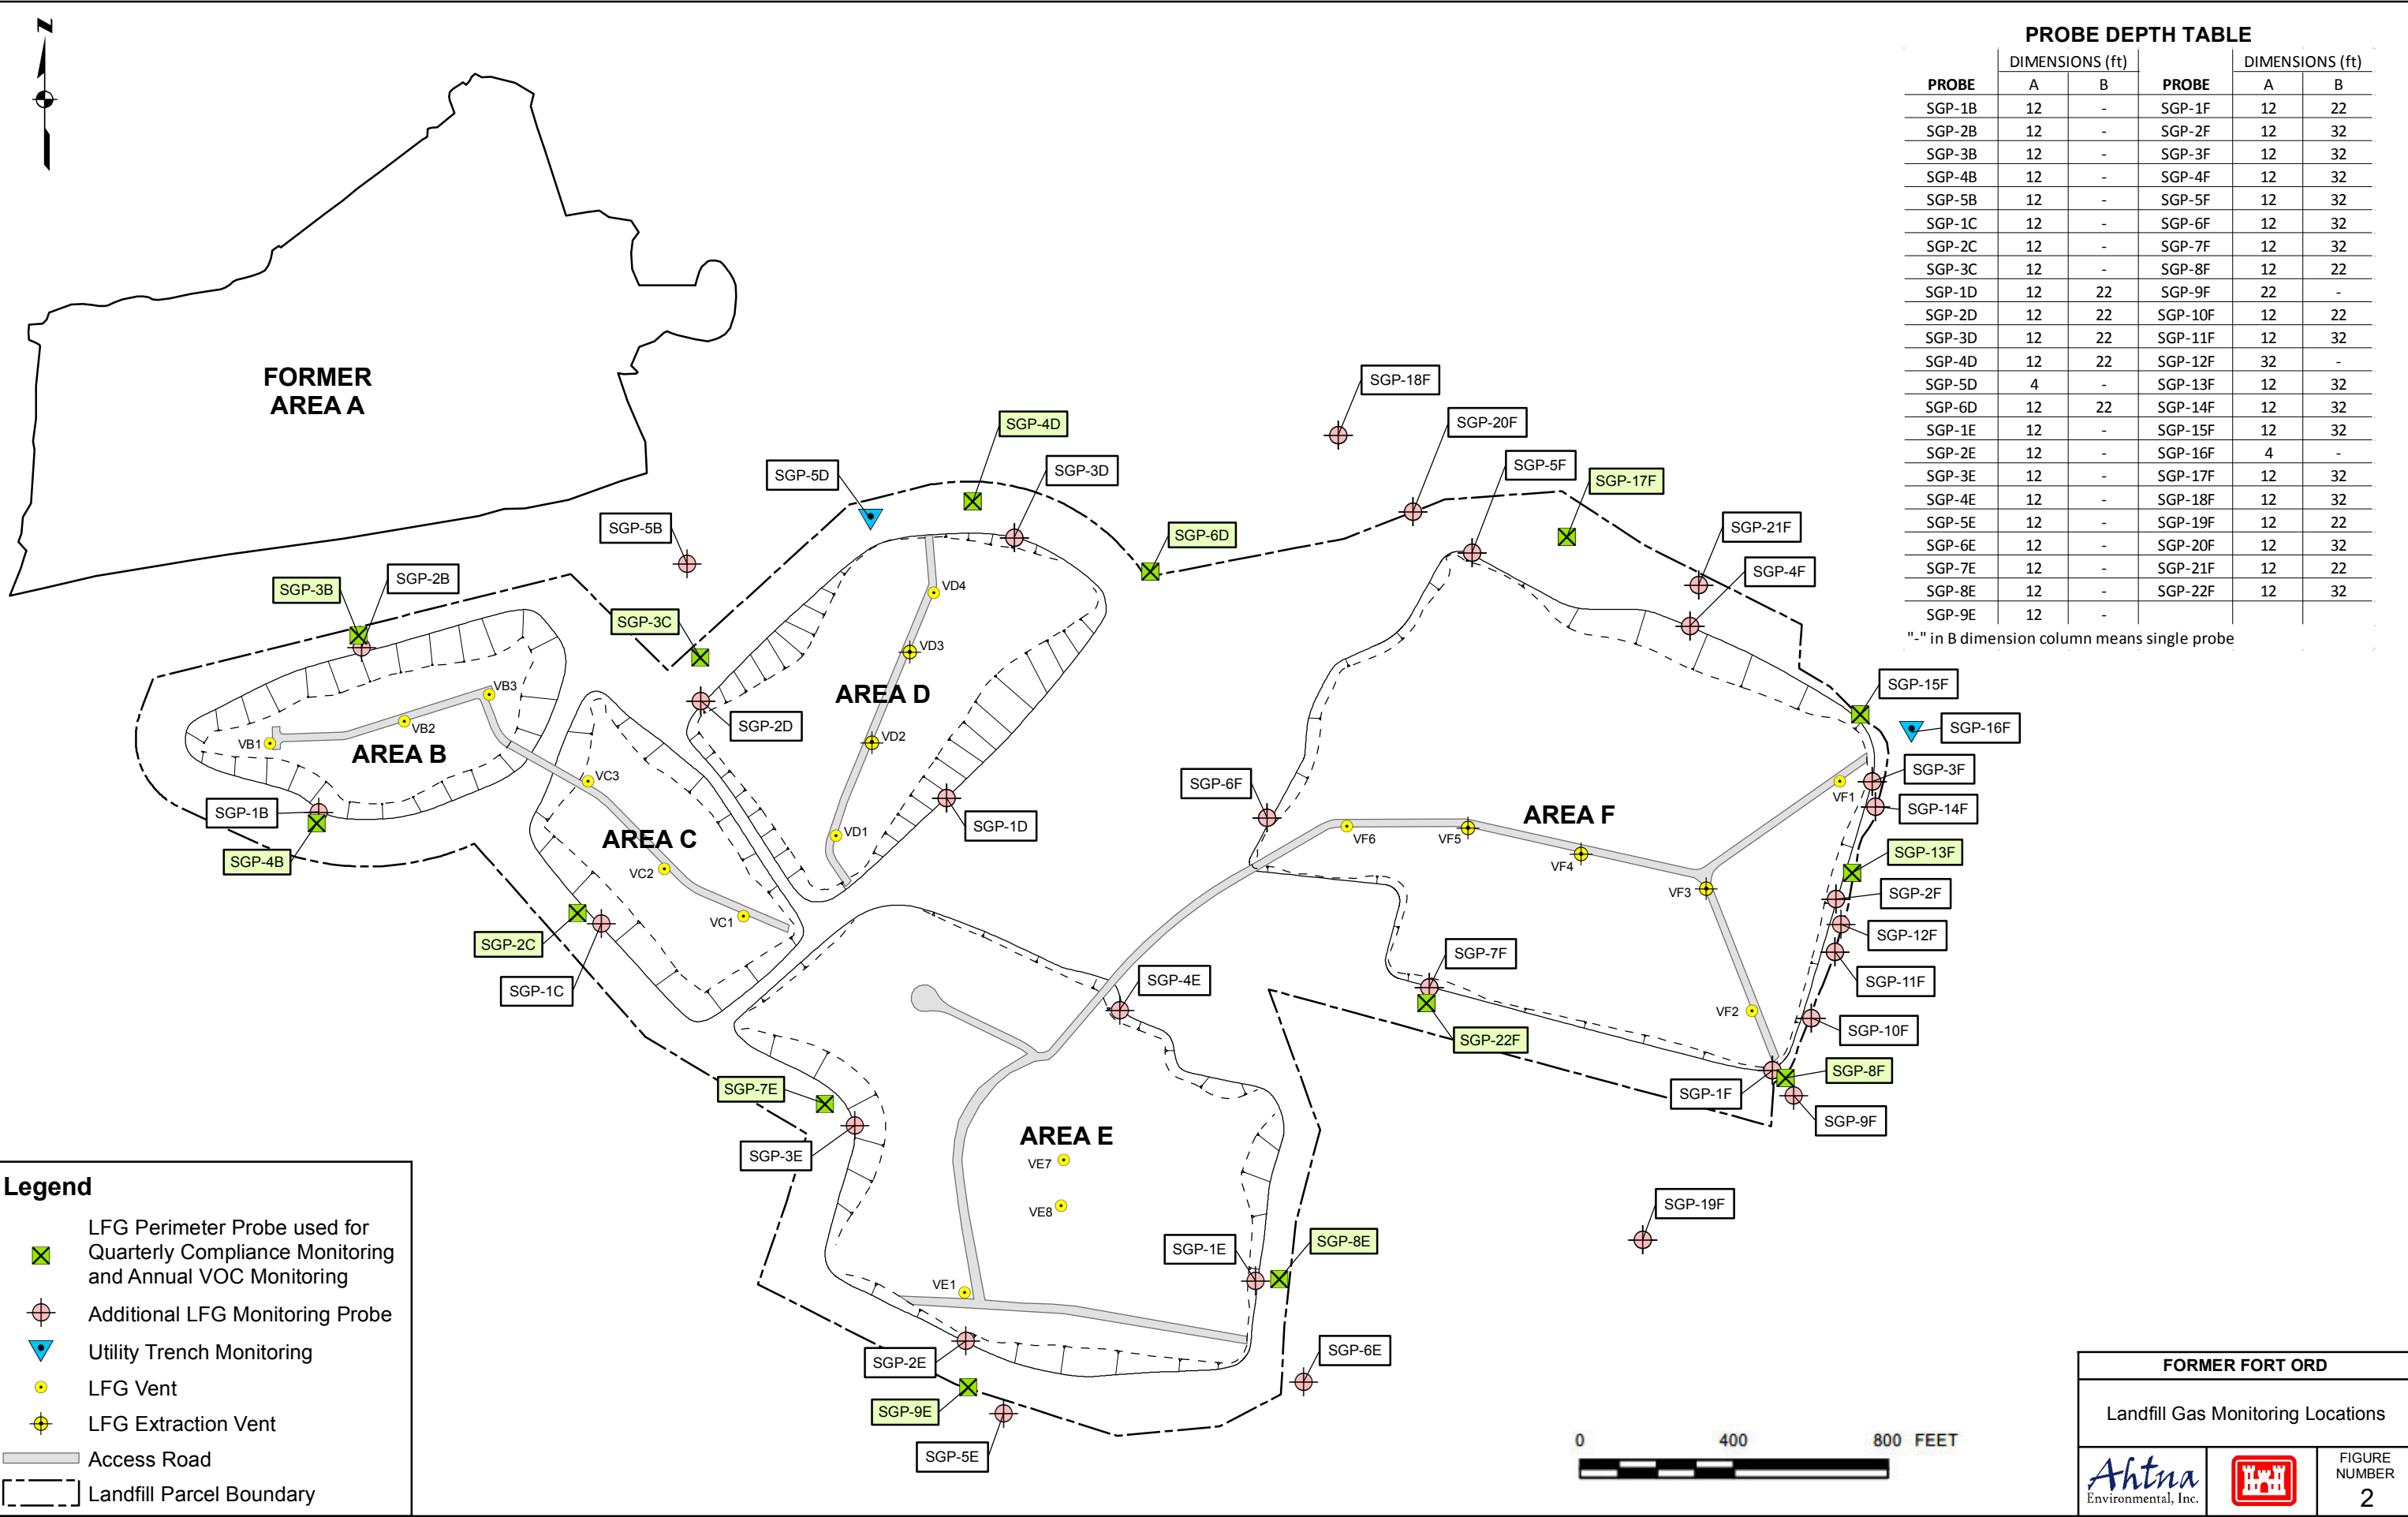 N
PROBE DEPTH TABLE
DIMENSIONS (ft) DIMENSIONS (ft)
PROBE A B PROBE A B
SGP-1B 12 - SGP-1F 12 22
SGP-2B 12 - SGP-2F 12 32
SGP-3B 12 - SGP-3F 12 32
SGP-4B 12 - SGP-4F 12 32
SGP-5B 12 - SGP-5F 12 32
SGP-1C 12 - SGP-6F 12 32
SGP-2C 12 - SGP-7F 12 32
SGP-3C 12 - SGP-8F 12 22
SGP-1D 12 22 SGP-9F 22 -
SGP-2D 12 22 SGP-10F 12 22
SGP-3D 12 22 SGP-11F 12 32
SGP-4D 12 22 SGP-12F 32 -
SGP-5D 4 - SGP-13F 12 32
SGP-6D 12 22 SGP-14F 12 32
SGP-1E 12 - SGP-15F 12 32
SGP-2E 12 - SGP-16F 4 -
SGP-3E 12 - SGP-17F 12 32
SGP-4E 12 - SGP-18F 12 32
SGP-5E 12 - SGP-19F 12 22
SGP-6E 12 - SGP-20F 12 32
SGP-7E 12 - SGP-21F 12 22
SGP-8E 12 - SGP-22F 12 32
SGP-9E 12 -
"-" in B dimension column means single probe
FORMER
AREA A
SGP-18F
SGP-4D
SGP-20F
SGP-3D
SGP-5F
SGP-5D
SGP-17F
SGP-5B
SGP-21F
SGP-6D
SGP-4F
SGP-2B
SGP-3B
VD4
SGP-3C
VD3
SGP-15F
VB3
AREA D
SGP-2D
VB2
SGP-16F
VB1
VD2
AREA B
SGP-3F
VC3
SGP-6F
VF1
SGP-14F
SGP-1B
AREA F
SGP-1D
VD1
AREA C
VF6
VF5
SGP-13F
SGP-4B
VF4
VC2
VF3
SGP-2F
VC1
SGP-12F
SGP-2C
SGP-7F
SGP-4E
SGP-11F
SGP-1C
VF2
SGP-10F
SGP-22F
SGP-8F
SGP-7E
SGP-1F
SGP-9F
AREA E
SGP-3E
VE7
SGP-19F
VE8
SGP-8E
SGP-1E
VE1
SGP-6E
SGP-2E
SGP-9E
SGP-5E
Legend
LFG Perimeter Probe used for
Quarterly Compliance Monitoring
and Annual VOC Monitoring
Additional LFG Monitoring Probe
Utility Trench Monitoring
LFG Vent
LFG Extraction Vent
Access Road
Landfill Parcel Boundary
0 400 800 FEET
FORMER FORT ORD
Landfill Gas Monitoring Locations
Ahtna
Environmental, Inc.
FIGURE
NUMBER
2